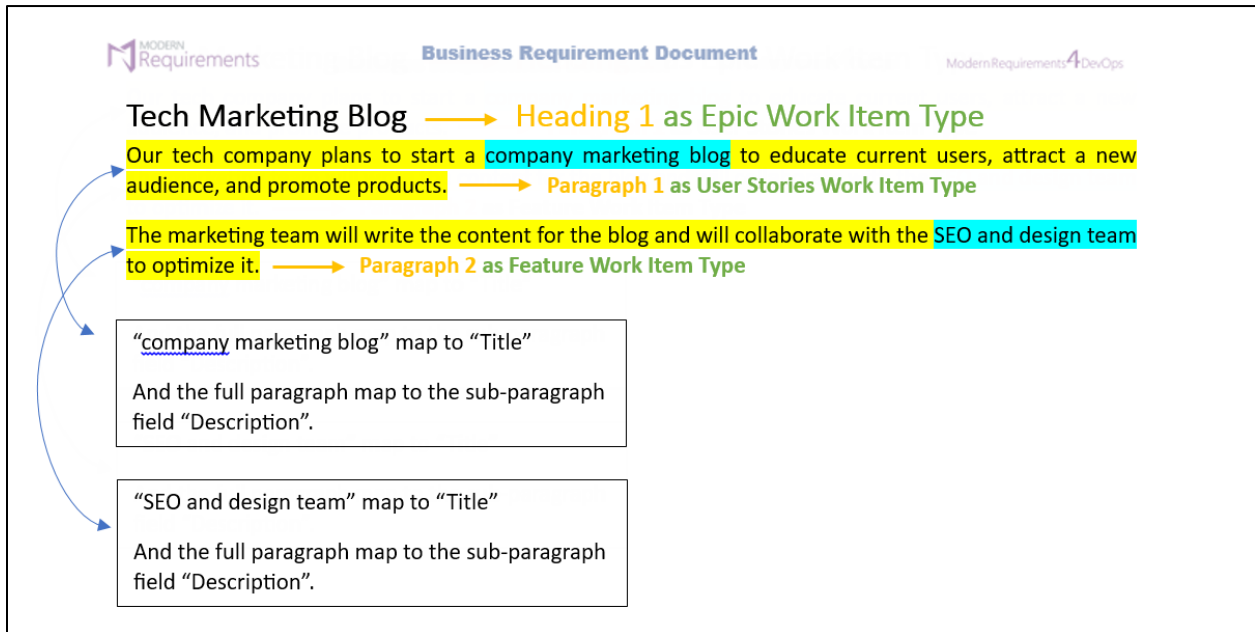 MODERN
Requirements
Business Requirement Document
ModernRequirements4DevOps
Tech Marketing Blog Heading 1 as Epic Work Item Type
Our tech company plans to start a company marketing blog to educate current users, attract a new
audience, and promote products. Paragraph 1 as User Stories Work Item Type
The marketing team will write the content for the blog and will collaborate with the SEO and design team
to optimize it. Paragraph 2 as Feature Work Item Type
“company marketing blog” map to “Title”
And the full paragraph map to the sub-paragraph
field “Description”.
“SEO and design team” map to “Title”
And the full paragraph map to the sub-paragraph
field “Description”.